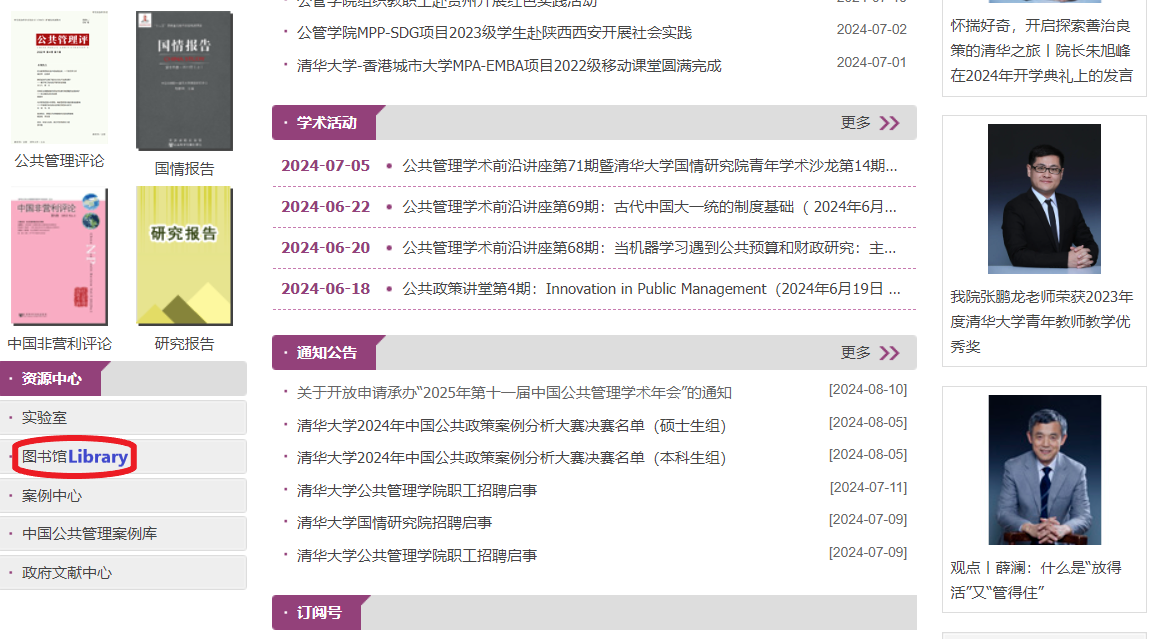 公共管理评
公共管理评论
国情报告
国情报告
中国非营利评论
NP
中国非营利评论
研究报告
研究报告
· 资源中心
· 实验室
· 图书馆Library
· 案例中心
· 中国公共管理案例库
· 政府文献中心
· 公管学院MPP-SDG项目2023级学生赴陕西西安开展社会实践 2024-07-02
· 清华大学-香港城市大学MPA-EMBA项目2022级移动课堂圆满完成 2024-07-01
· 学术活动 更多
2024-07-05 • 公共管理学术前沿讲座第71期暨清华大学国情研究院青年学术沙龙第14期...
2024-06-22 • 公共管理学术前沿讲座第69期：古代中国大一统的制度基础（ 2024年6月...
2024-06-20 • 公共管理学术前沿讲座第68期：当机器学习遇到公共预算和财政研究：主...
2024-06-18 • 公共政策讲堂第4期：Innovation in Public Management（2024年6月19日 ...
· 通知公告 更多
· 关于开放申请承办“2025年第十一届中国公共管理学术年会”的通知 [2024-08-10]
· 清华大学2024年中国公共政策案例分析大赛决赛名单（硕士生组） [2024-08-05]
· 清华大学2024年中国公共政策案例分析大赛决赛名单（本科生组） [2024-08-05]
· 清华大学公共管理学院职工招聘启事 [2024-07-11]
· 清华大学国情研究院招聘启事 [2024-07-09]
· 清华大学公共管理学院职工招聘启事 [2024-07-09]
· 订阅号
怀揣好奇，开启探索善治良
策的清华之旅丨院长朱旭峰
在2024年开学典礼上的发言
我院张鹏龙老师荣获2023年
度清华大学青年教师教学优
秀奖
观点丨薛澜：什么是“放得
活”又“管得住”